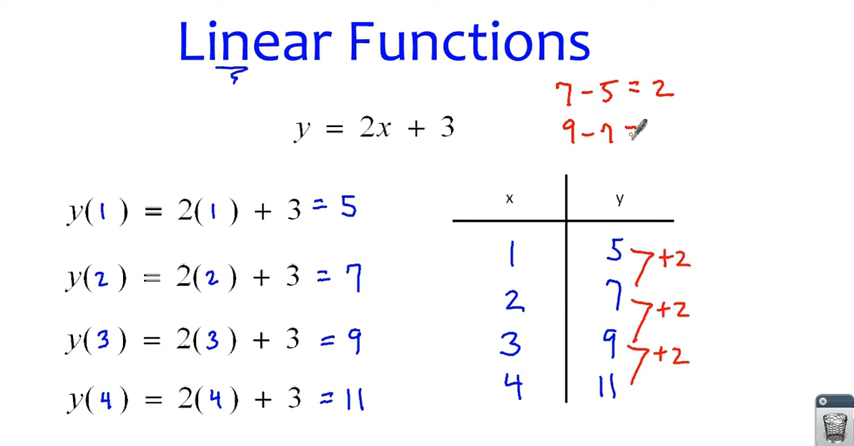 Linear Functions
7 - 5 = 2
y = 2x + 3
9 - 7 =
y(1) = 2(1) + 3 = 5
y(2) = 2(2) + 3 = 7
y(3) = 2(3) + 3 = 9
y(4) = 2(4) + 3 = 11
x y
1 5
+2
2 7
+2
3 9
+2
4 11